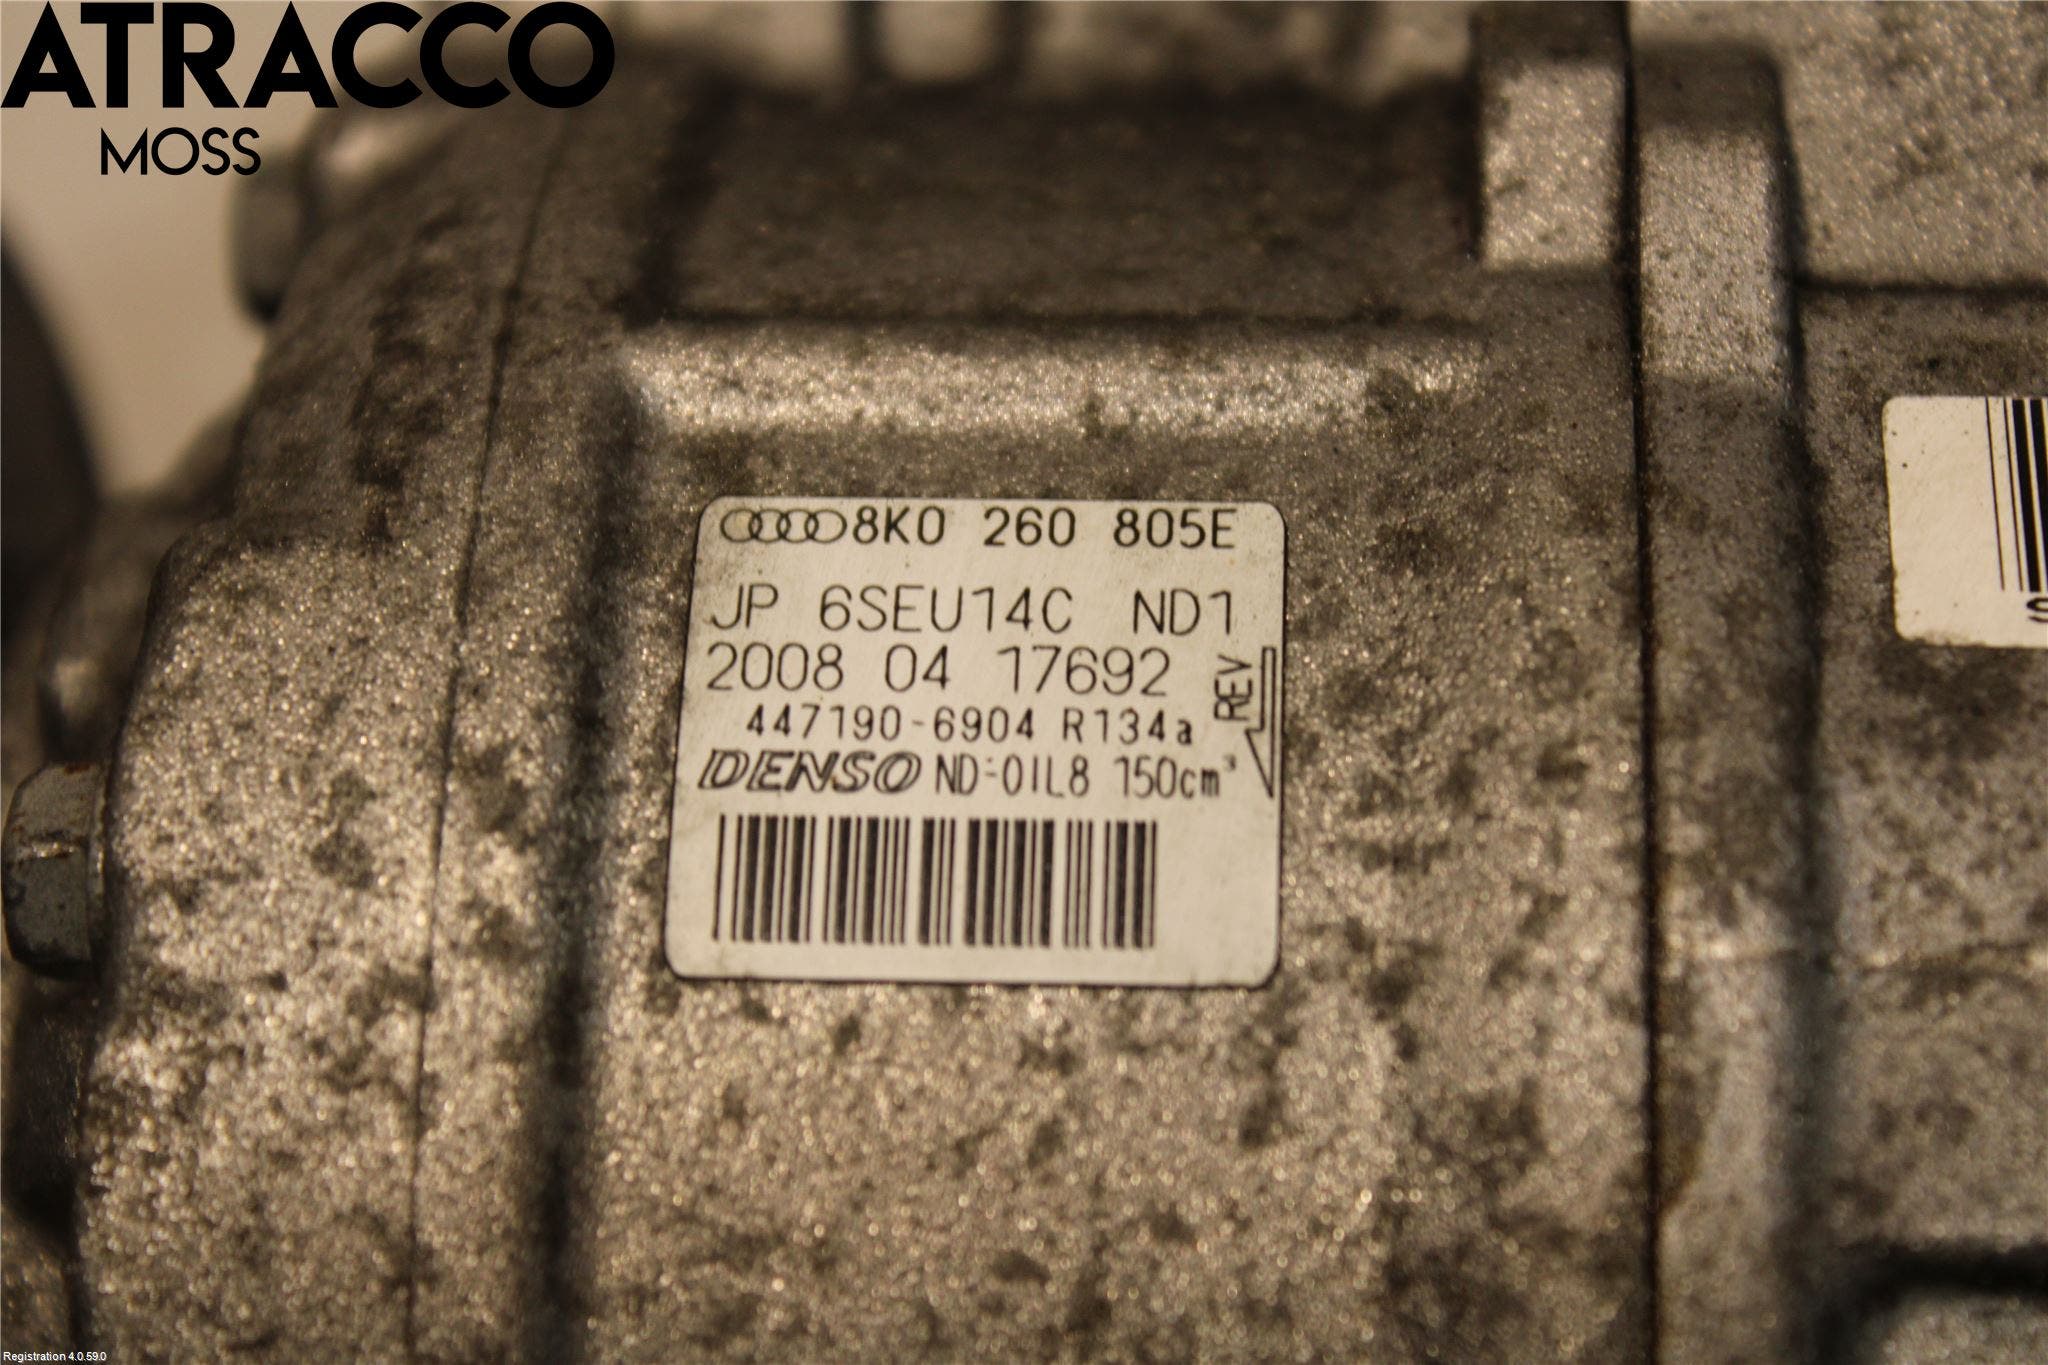 ATRACCO
MOSS
8K0 260 805E
JP 6SEU14C ND1
2008 04 17692
REV
447190-6904 R134a
DENSO ND-OIL8 150cm³
S
Registration 4.0.59.0